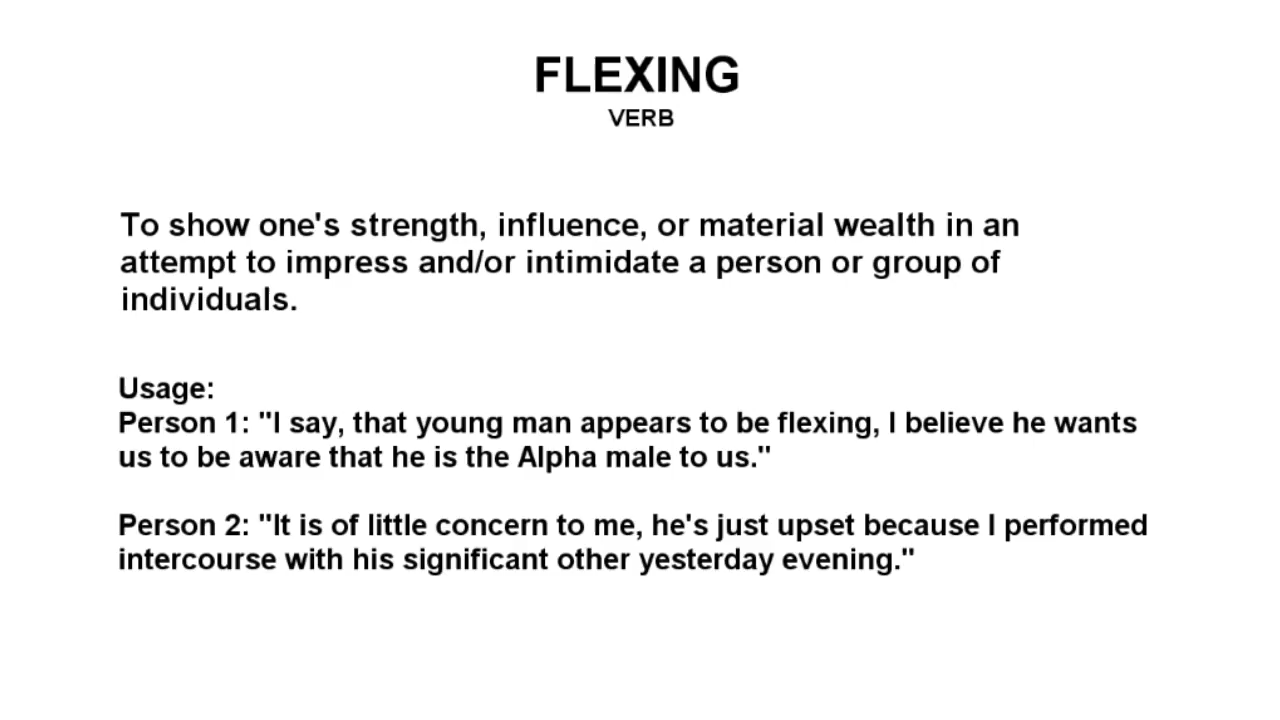 FLEXING
VERB
To show one's strength, influence, or material wealth in an
attempt to impress and/or intimidate a person or group of
individuals.
Usage:
Person 1: "I say, that young man appears to be flexing, I believe he wants
us to be aware that he is the Alpha male to us."
Person 2: "It is of little concern to me, he's just upset because I performed
intercourse with his significant other yesterday evening."